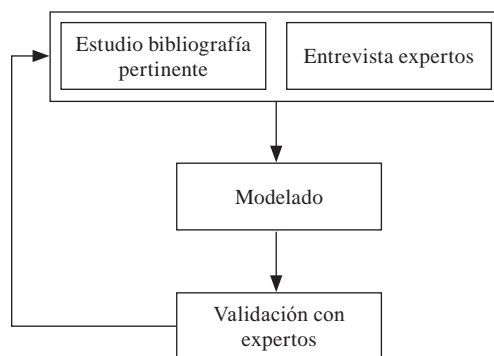 Estudio bibliografía
pertinente
Entrevista expertos
Modelado
Validación con
expertos